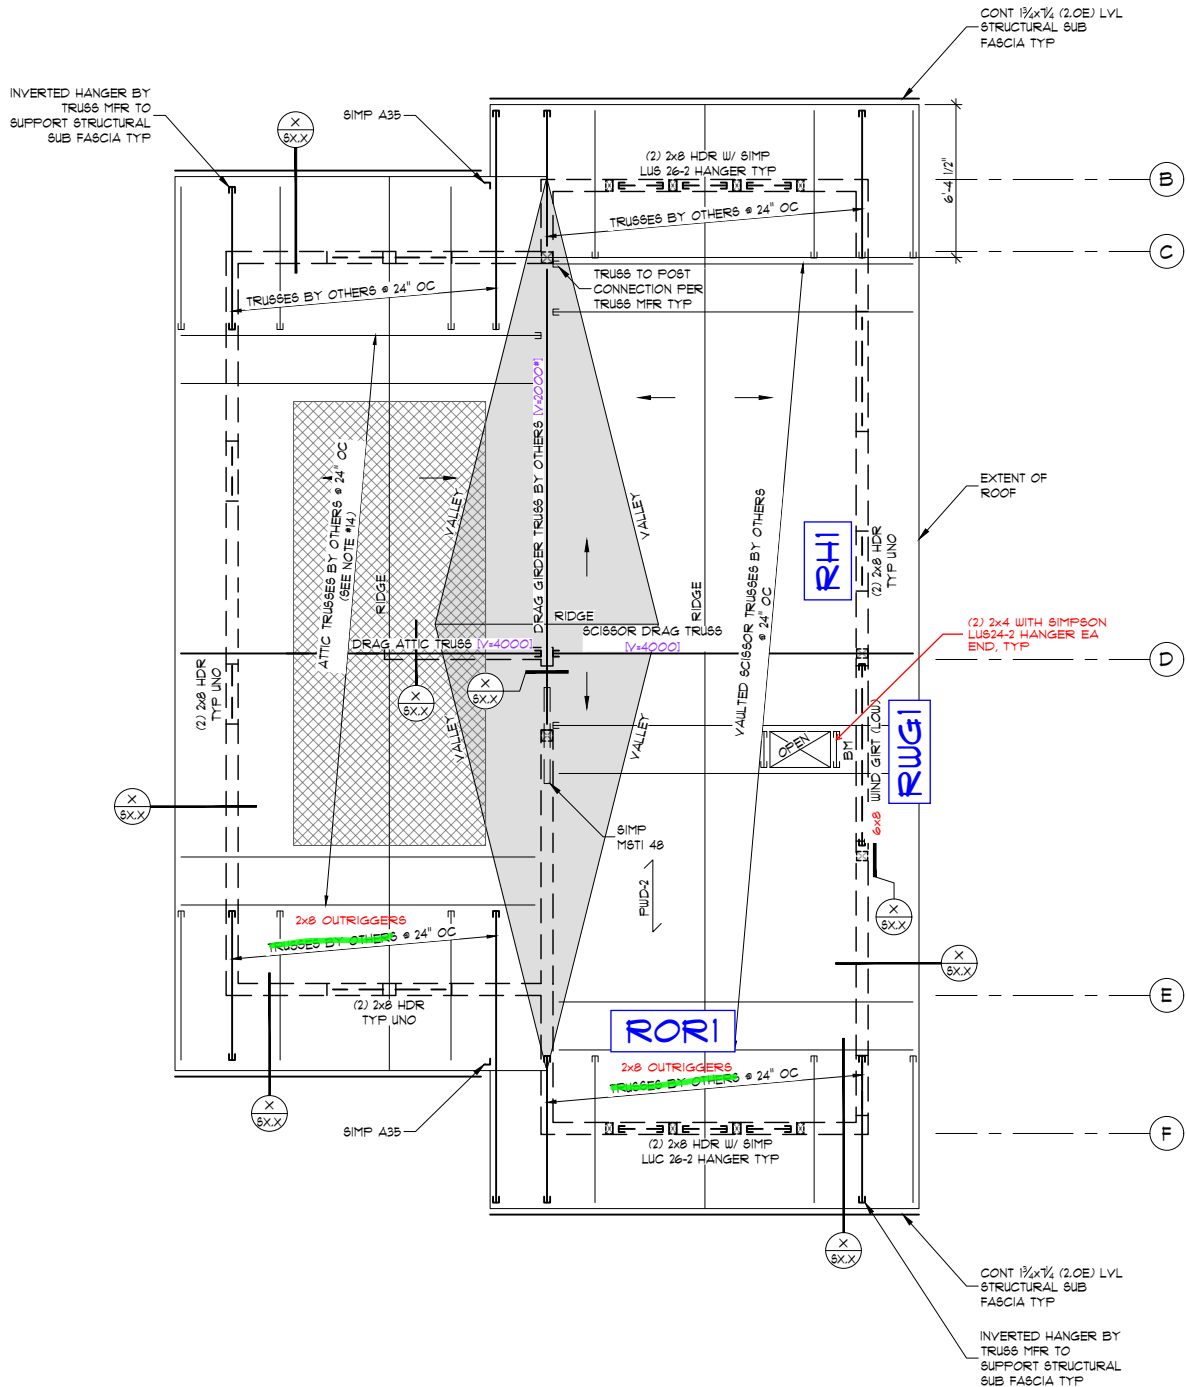 CONT 1¾x7¼ (2.0E) LVL
STRUCTURAL SUB
FASCIA TYP
INVERTED HANGER BY
TRUSS MFR TO
SUPPORT STRUCTURAL
SUB FASCIA TYP
X
SX.X
SIMP A35
(2) 2x8 HDR W/ SIMP
LUS 26-2 HANGER TYP
6'-4 1/2"
B
TRUSSES BY OTHERS @ 24" OC
C
TRUSS TO POST
CONNECTION PER
TRUSS MFR TYP
TRUSSES BY OTHERS @ 24" OC
DRAG GIRDER TRUSS BY OTHERS [V=2000#]
ATTIC TRUSSES BY OTHERS @ 24" OC
(SEE NOTE #14)
VALLEY
VALLEY
VAULTED SCISSOR TRUSSES BY OTHERS
@ 24" OC
EXTENT OF
ROOF
RH1
(2) 2x8 HDR
TYP UNO
RIDGE
RIDGE
RIDGE
SCISSOR DRAG TRUSS
[V=4000]
DRAG ATTIC TRUSS [V=4000]
(2) 2x4 WITH SIMPSON
LUS24-2 HANGER EA
END, TYP
D
(2) 2x8 HDR
TYP UNO
X
SX.X
X
SX.X
VALLEY
VALLEY
OPEN
BM
6x8 WIND GIRT (LOW)
RWG1
X
SX.X
SIMP
MSTI 48
PWD-2
X
SX.X
2x8 OUTRIGGERS
TRUSSES BY OTHERS @ 24" OC
X
SX.X
(2) 2x8 HDR
TYP UNO
E
ROR1
2x8 OUTRIGGERS
TRUSSES BY OTHERS @ 24" OC
X
SX.X
SIMP A35
F
(2) 2x8 HDR W/ SIMP
LUC 26-2 HANGER TYP
X
SX.X
CONT 1¾x7¼ (2.0E) LVL
STRUCTURAL SUB
FASCIA TYP
INVERTED HANGER BY
TRUSS MFR TO
SUPPORT STRUCTURAL
SUB FASCIA TYP